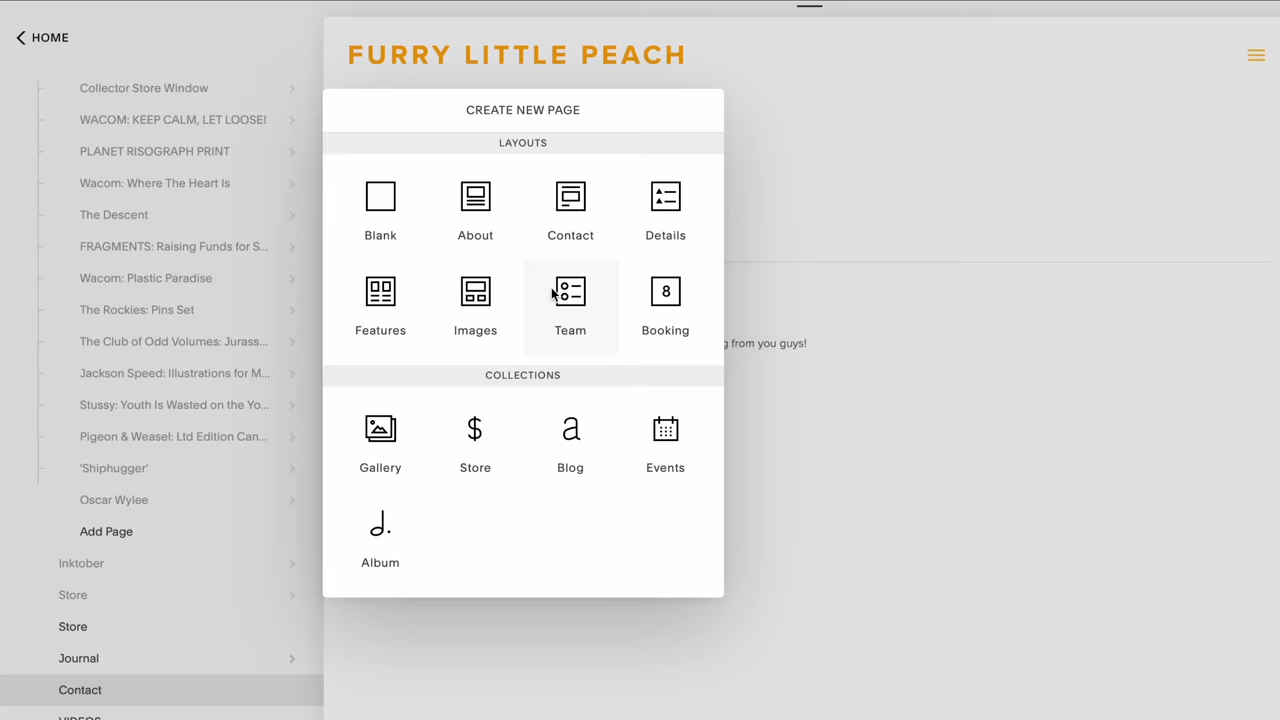 HOME
Collector Store Window
WACOM: KEEP CALM, LET LOOSE!
PLANET RISOGRAPH PRINT
Wacom: Where The Heart Is
The Descent
FRAGMENTS: Raising Funds for S...
Wacom: Plastic Paradise
The Rockies: Pins Set
The Club of Odd Volumes: Jurass...
Jackson Speed: Illustrations for M...
Stussy: Youth Is Wasted on the Yo...
Pigeon & Weasel: Ltd Edition Can...
'Shiphugger'
Oscar Wylee
Add Page
Inktober
Store
Store
Journal
Contact
VIDEOS
FURRY LITTLE PEACH
CREATE NEW PAGE
LAYOUTS
Blank About Contact Details
8
Features Images Team Booking
COLLECTIONS
$ a
Gallery Store Blog Events
Album
g from you guys!